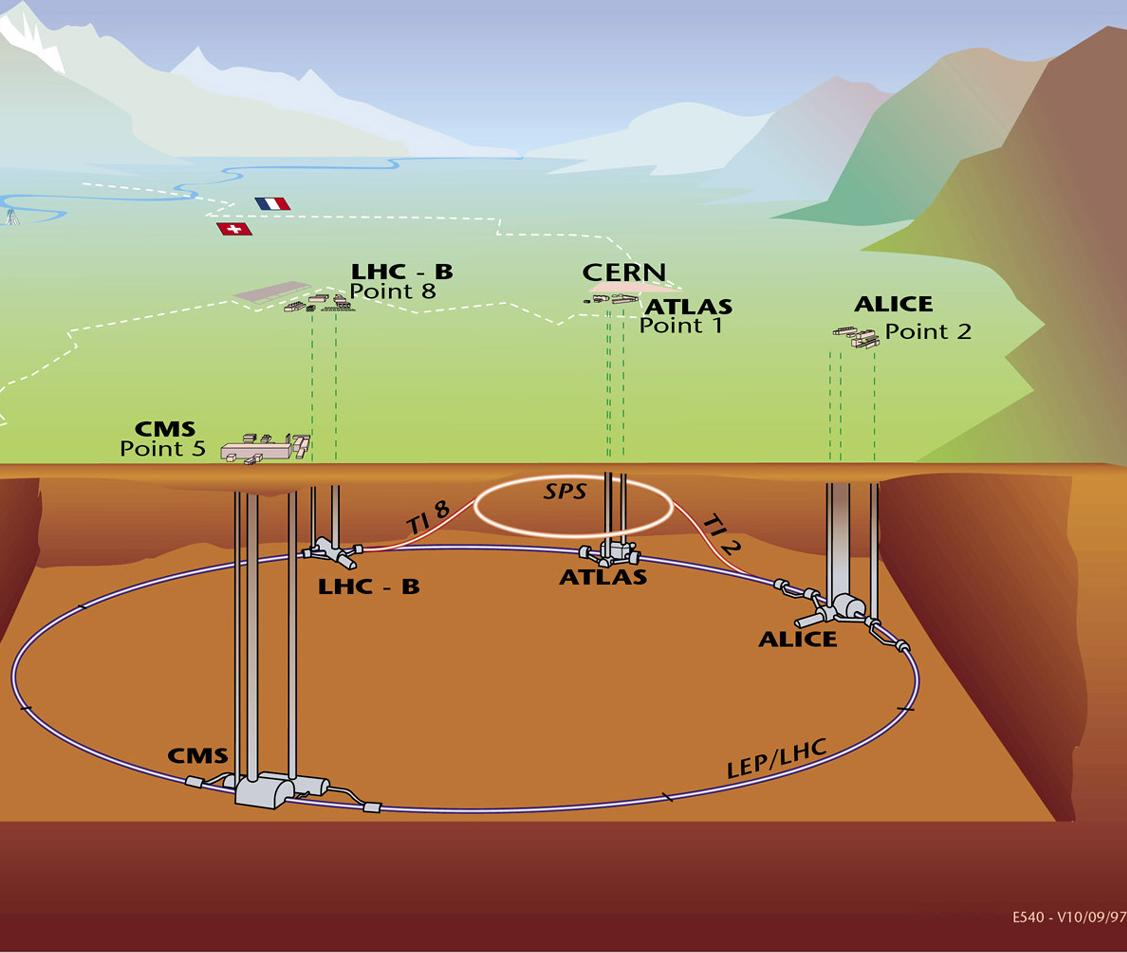 LHC - B
Point 8
CERN
ATLAS
Point 1
ALICE
Point 2
CMS
Point 5
SPS
TI 8
TI 2
LHC - B
ATLAS
ALICE
CMS
LEP/LHC
E540 - V10/09/97